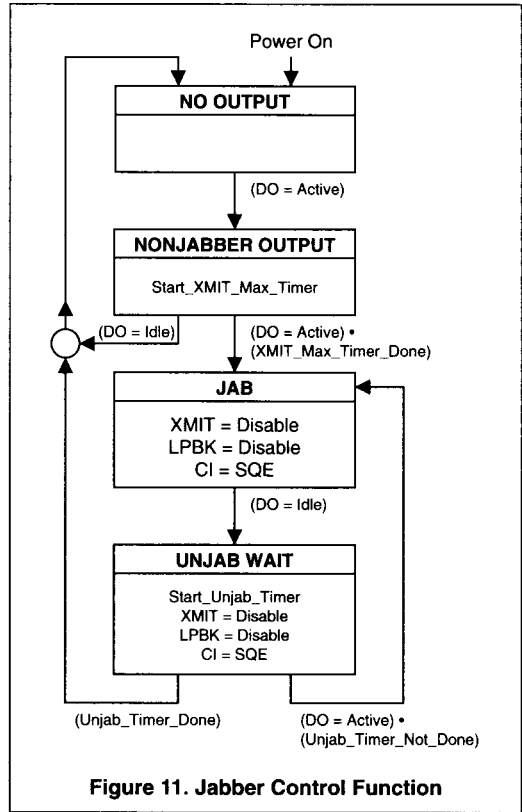 Power On
NO OUTPUT
(DO = Active)
NONJABBER OUTPUT
Start_XMIT_Max_Timer
(DO = Idle)
(DO = Active) •
(XMIT_Max_Timer_Done)
JAB
XMIT = Disable
LPBK = Disable
CI = SQE
(DO = Idle)
UNJAB WAIT
Start_Unjab_Timer
XMIT = Disable
LPBK = Disable
CI = SQE
(Unjab_Timer_Done)
(DO = Active) •
(Unjab_Timer_Not_Done)
Figure 11. Jabber Control Function